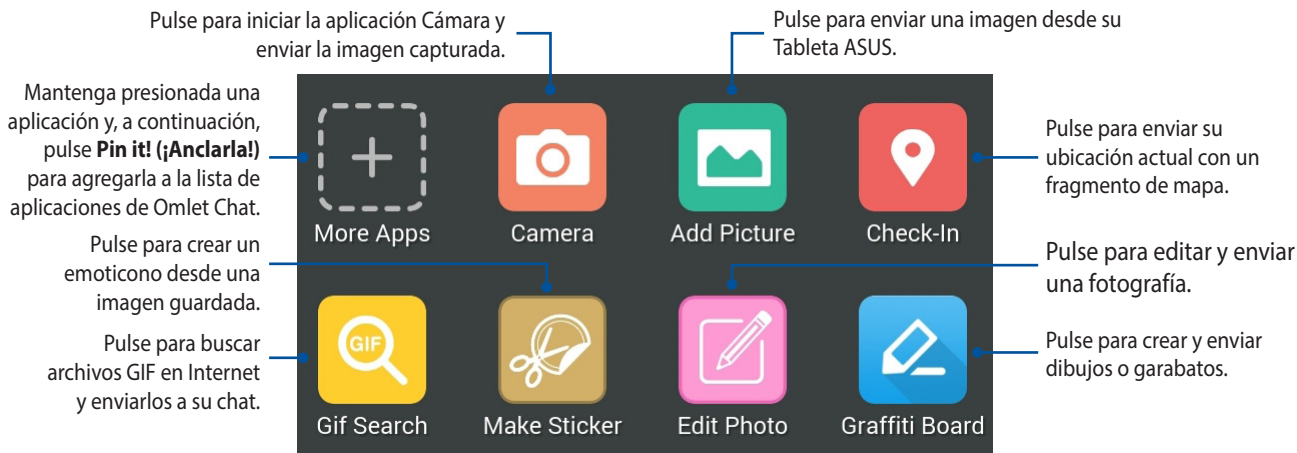 Pulse para iniciar la aplicación Cámara y
enviar la imagen capturada.
Pulse para enviar una imagen desde su
Tableta ASUS.
Mantenga presionada una
aplicación y, a continuación,
pulse Pin it! (¡Anclarla!)
para agregarla a la lista de
aplicaciones de Omlet Chat.
Pulse para enviar su
ubicación actual con un
fragmento de mapa.
More Apps
Camera
Add Picture
Check-In
Pulse para crear un
emoticono desde una
imagen guardada.
Pulse para editar y enviar
una fotografía.
Pulse para buscar
archivos GIF en Internet
y enviarlos a su chat.
GIF
Pulse para crear y enviar
dibujos o garabatos.
Gif Search
Make Sticker
Edit Photo
Graffiti Board